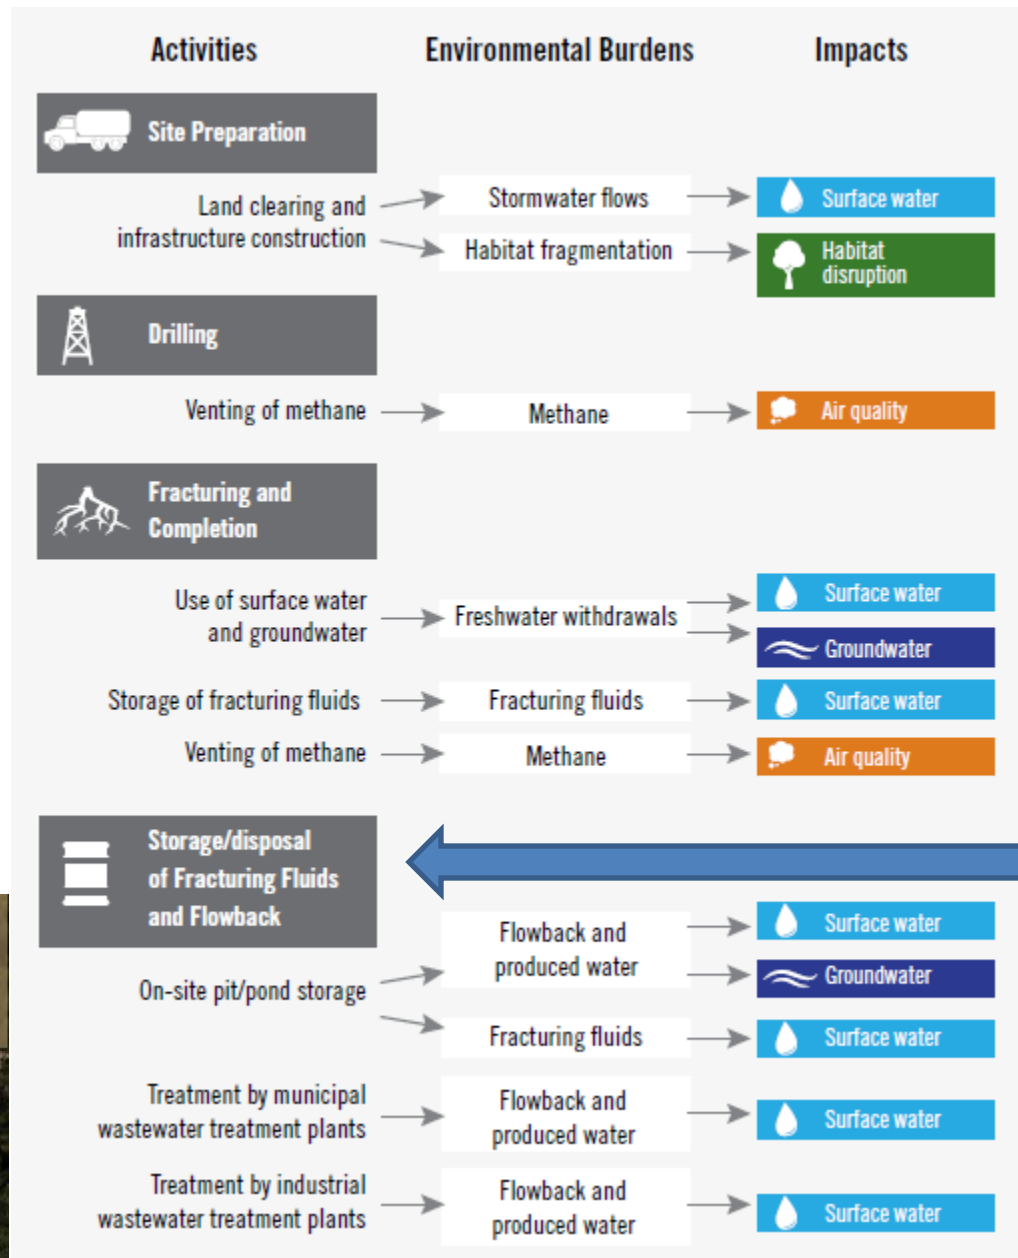 Activities
Environmental Burdens
Impacts
Site Preparation
Land clearing and
infrastructure construction
Stormwater flows
Surface water
Habitat fragmentation
Habitat
disruption
Drilling
Venting of methane
Methane
Air quality
Fracturing and
Completion
Use of surface water
and groundwater
Freshwater withdrawals
Surface water
Groundwater
Storage of fracturing fluids
Fracturing fluids
Surface water
Venting of methane
Methane
Air quality
Storage/disposal
of Fracturing Fluids
and Flowback
On-site pit/pond storage
Flowback and
produced water
Surface water
Groundwater
Fracturing fluids
Surface water
Treatment by municipal
wastewater treatment plants
Flowback and
produced water
Surface water
Treatment by industrial
wastewater treatment plants
Flowback and
produced water
Surface water